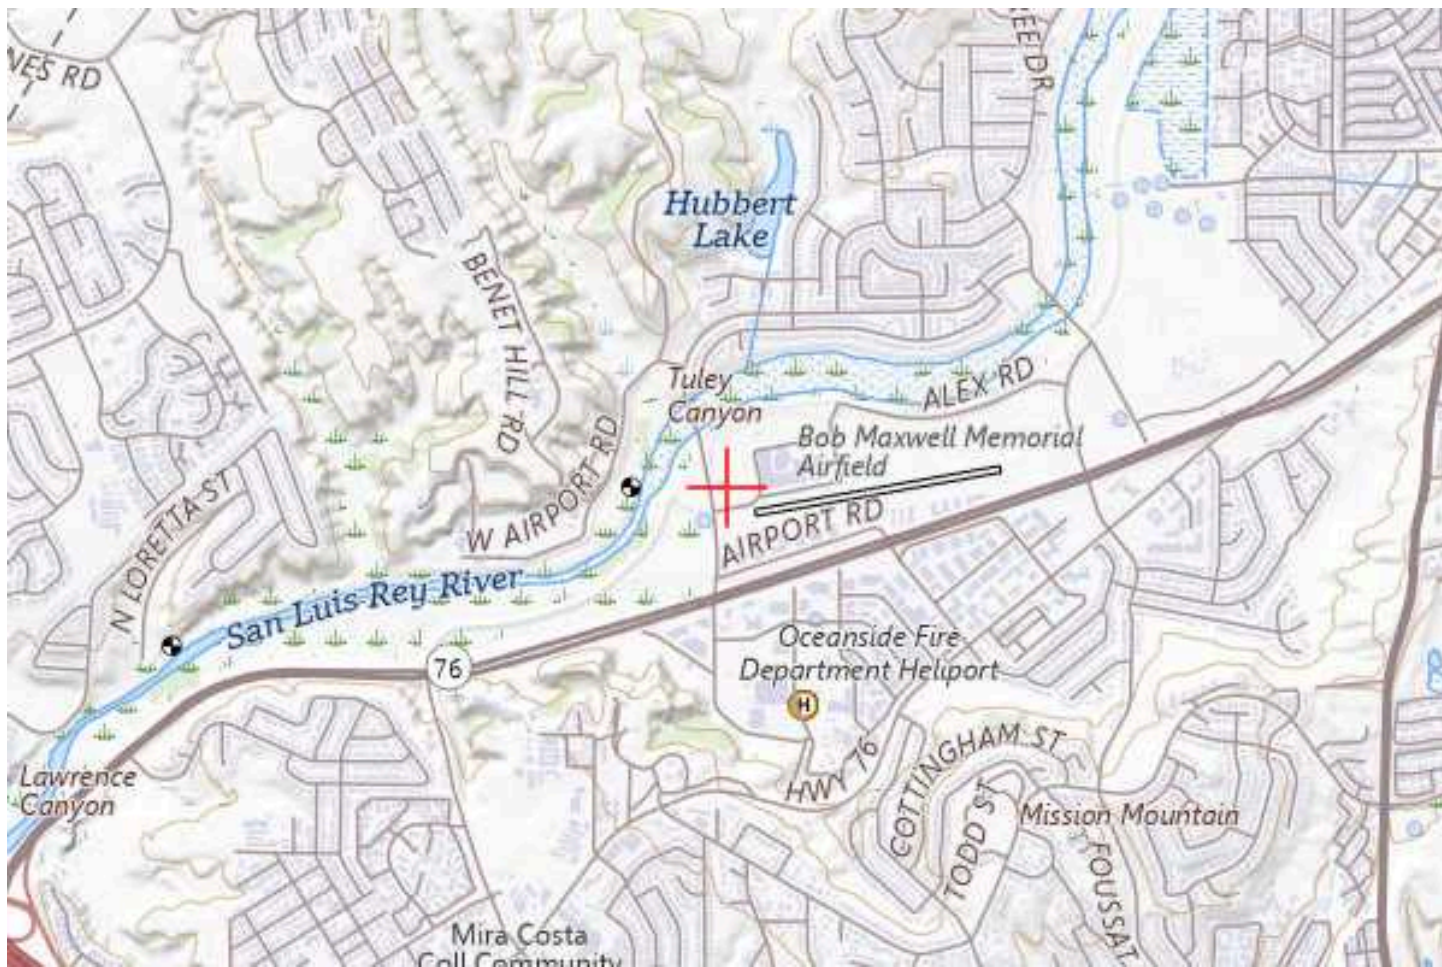 NES RD
EE DR
Hubbert
Lake
BENET HILL RD
Tuley
Canyon
ALEX RD
Bob Maxwell Memorial
Airfield
W AIRPORT RD
AIRPORT RD
N LORETTA ST
San Luis Rey River
76
Oceanside Fire
Department Heliport
H
HWY 76
COTTINGHAM ST
TODD ST
Lawrence
Canyon
Mission Mountain
FOUSSAT
Mira Costa
Coll Community